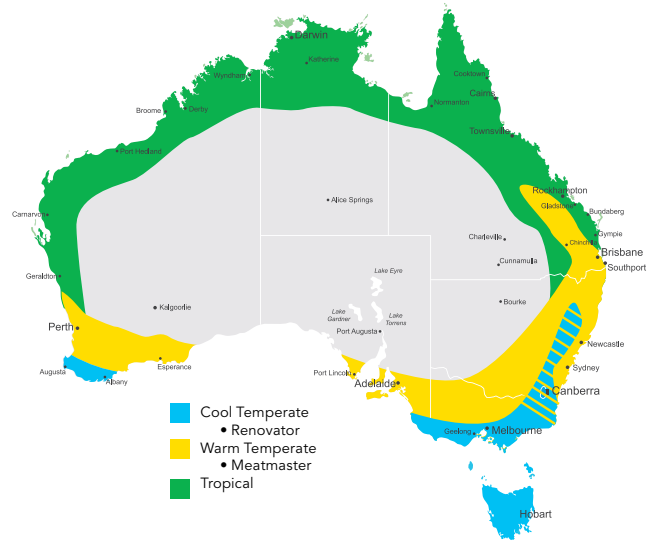 Darwin
Katherine
Wyndham
Cooktown
Cairns
Normanton
Broome
Derby
Townsville
Port Hedland
Rockhampton
Gladstone
Alice Springs
Carnarvon
Bundaberg
Charleville
Gympie
Chinchilla
Brisbane
Cunnamulla
Southport
Lake Eyre
Geraldton
Bourke
Kalgoorlie
Lake
Gardner
Lake
Torrens
Perth
Port Augusta
Newcastle
Esperance
Sydney
Augusta
Albany
Port Lincoln
Adelaide
Canberra
Cool Temperate
• Renovator
Geelong
Melbourne
Warm Temperate
• Meatmaster
Tropical
Hobart